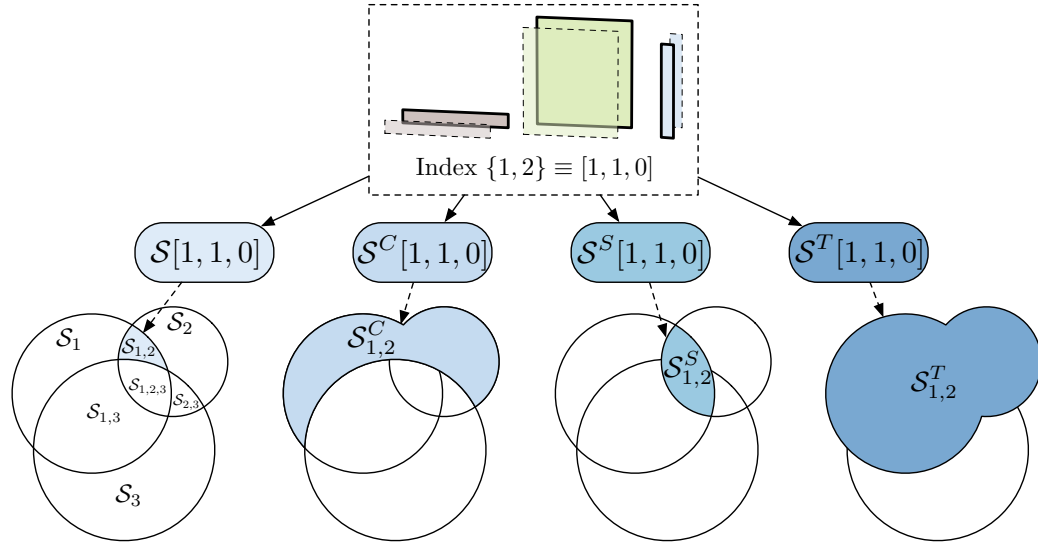 Index {1, 2} ≡ [1, 1, 0]
𝒮[1, 1, 0]
𝒮^C[1, 1, 0]
𝒮^S[1, 1, 0]
𝒮^T[1, 1, 0]
𝒮_1
𝒮_2
𝒮_{1,2}
𝒮_{1,2,3}
𝒮_{2,3}
𝒮_{1,3}
𝒮_3
𝒮^C_{1,2}
𝒮^S_{1,2}
𝒮^T_{1,2}